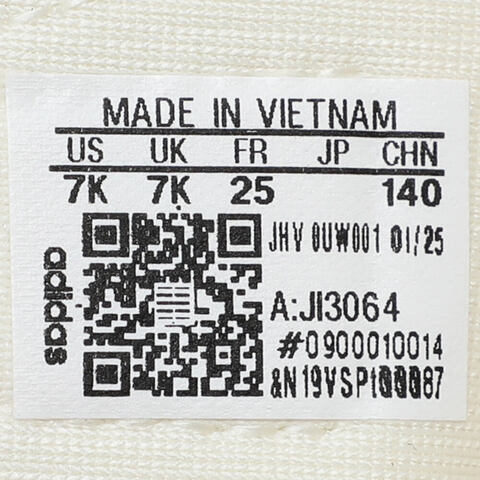 MADE IN VIETNAM
US UK FR JP CHN
7K 7K 25 140
adidas
JHV 0UW001 01/25
A:JI3064
#0900010014